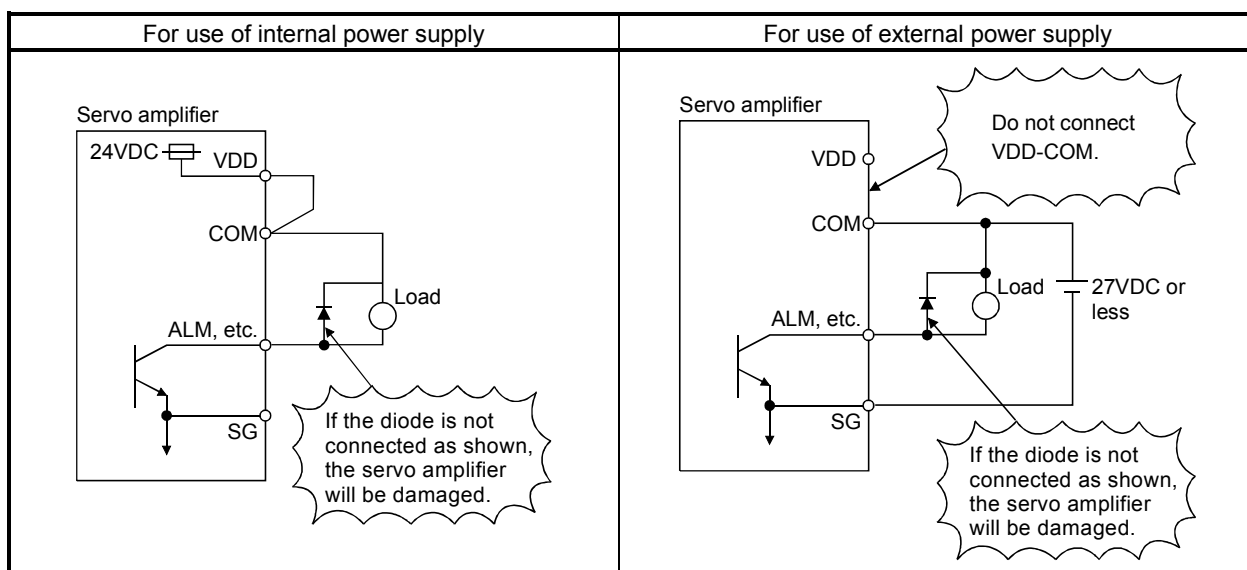 For use of internal power supply
For use of external power supply
Servo amplifier
24VDC
VDD
COM
Load
ALM, etc.
SG
If the diode is not
connected as shown,
the servo amplifier
will be damaged.
Servo amplifier
Do not connect
VDD-COM.
VDD
COM
Load
27VDC or
less
ALM, etc.
SG
If the diode is not
connected as shown,
the servo amplifier
will be damaged.